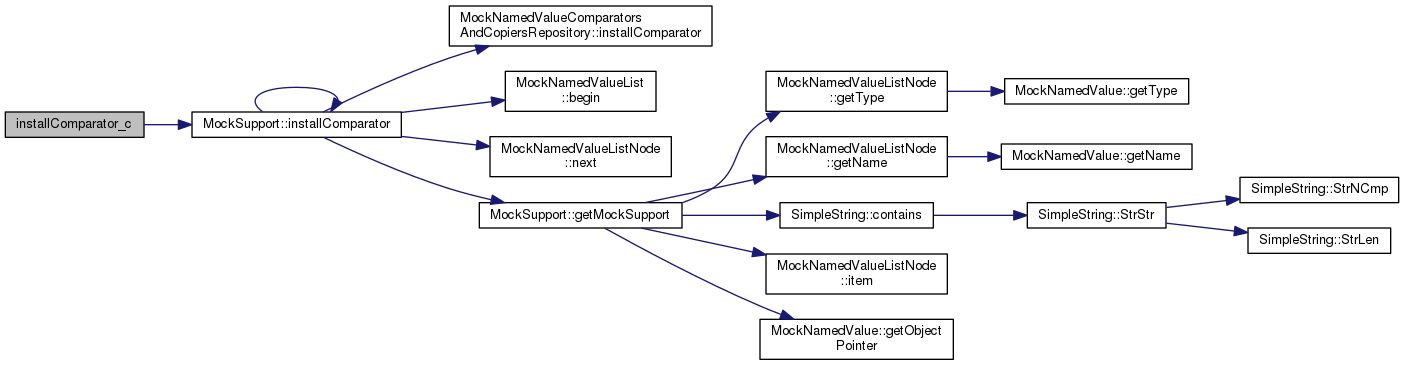 installComparator_c
MockSupport::installComparator
MockNamedValueComparators
AndCopiersRepository::installComparator
MockNamedValueList
::begin
MockNamedValueListNode
::next
MockSupport::getMockSupport
MockNamedValueListNode
::getType
MockNamedValueListNode
::getName
SimpleString::contains
MockNamedValueListNode
::item
MockNamedValue::getObject
Pointer
MockNamedValue::getType
MockNamedValue::getName
SimpleString::StrStr
SimpleString::StrNCmp
SimpleString::StrLen